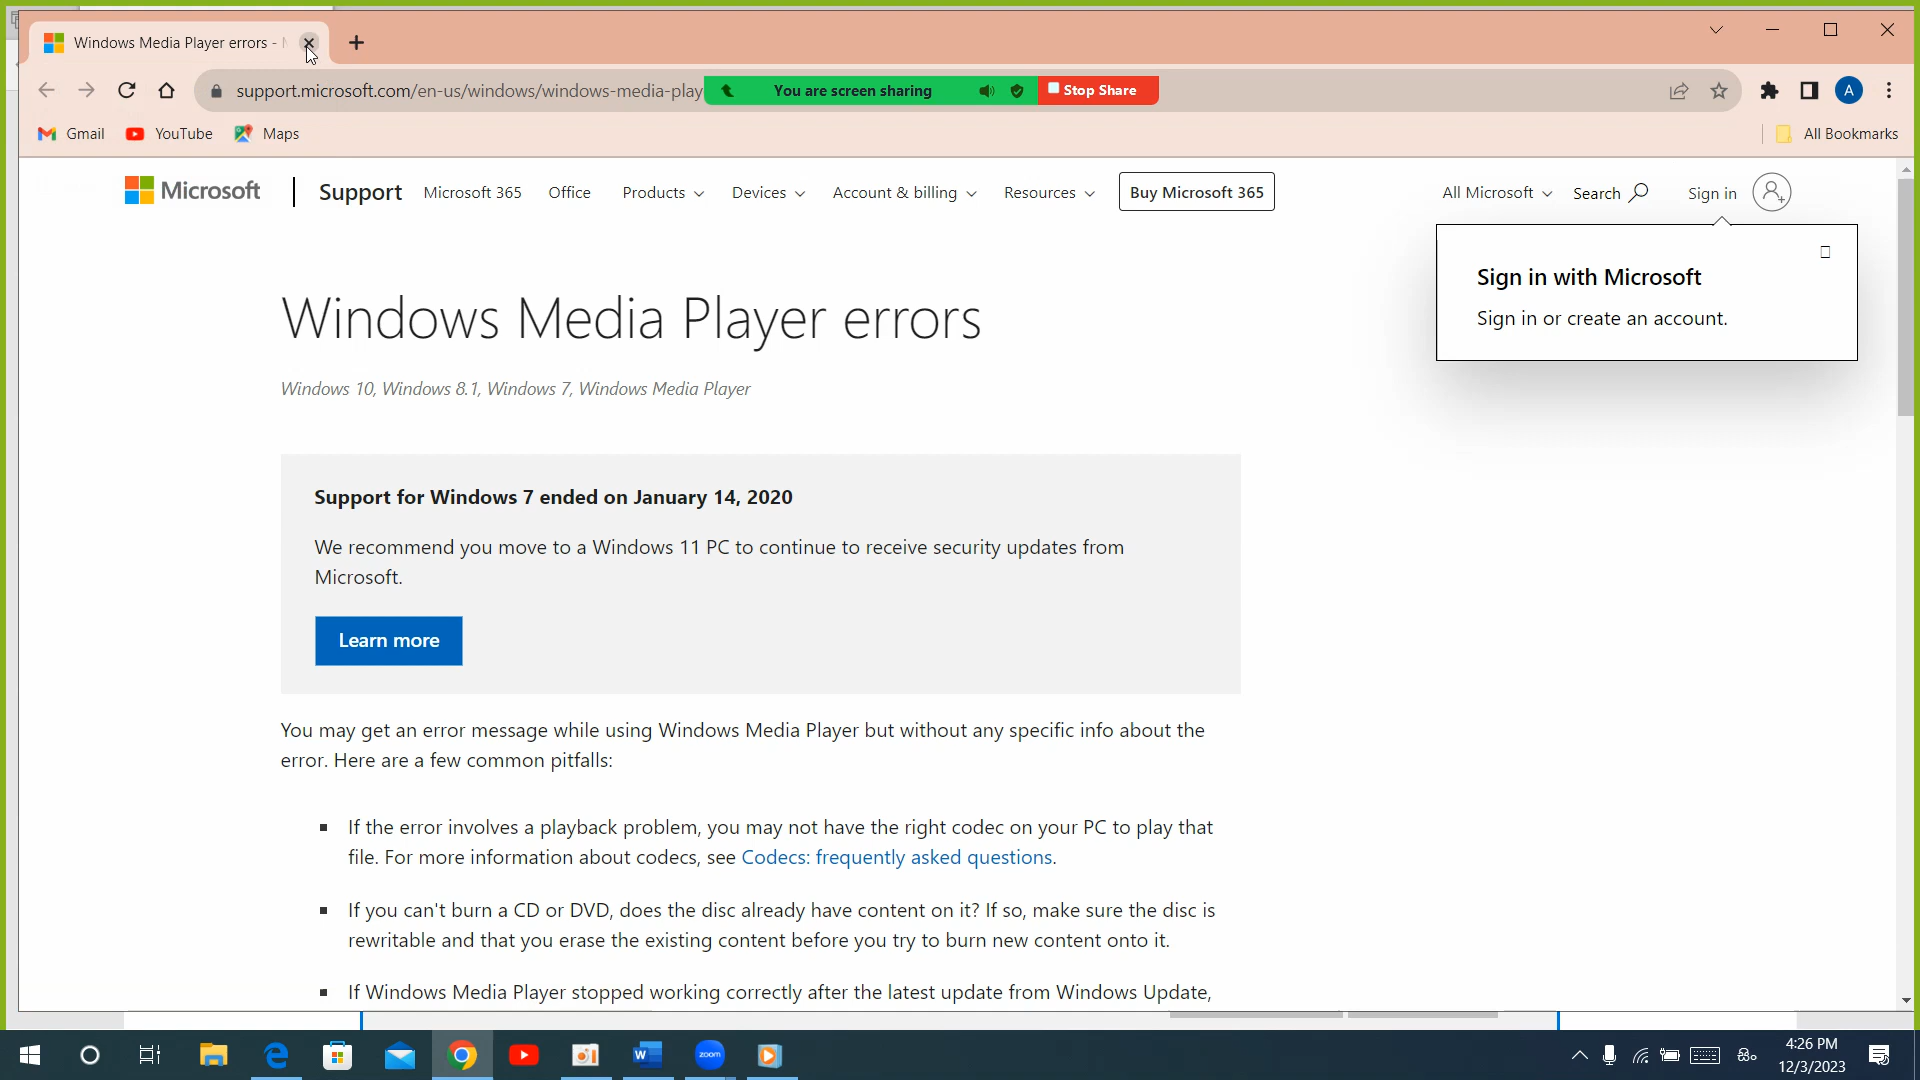 Windows Media Player errors -
support.microsoft.com/en-us/windows/windows-media-play
You are screen sharing
Stop Share
A
Gmail
YouTube
Maps
All Bookmarks
Microsoft
Support
Microsoft 365
Office
Products
Devices
Account & billing
Resources
Buy Microsoft 365
All Microsoft
Search
Sign in
Sign in with Microsoft
Sign in or create an account.
Windows Media Player errors
Windows 10, Windows 8.1, Windows 7, Windows Media Player
Support for Windows 7 ended on January 14, 2020
We recommend you move to a Windows 11 PC to continue to receive security updates from
Microsoft.
Learn more
You may get an error message while using Windows Media Player but without any specific info about the
error. Here are a few common pitfalls:
If the error involves a playback problem, you may not have the right codec on your PC to play that
file. For more information about codecs, see Codecs: frequently asked questions.
If you can't burn a CD or DVD, does the disc already have content on it? If so, make sure the disc is
rewritable and that you erase the existing content before you try to burn new content onto it.
If Windows Media Player stopped working correctly after the latest update from Windows Update,
W
zoom
4:26 PM
12/3/2023